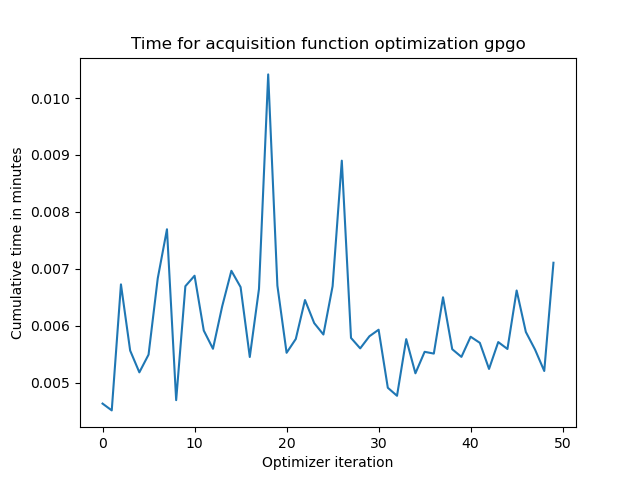 Time for acquisition function optimization gpgo
0.010
0.009
0.008
0.007
0.006
0.005
Cumulative time in minutes
0 10 20 30 40 50
Optimizer iteration